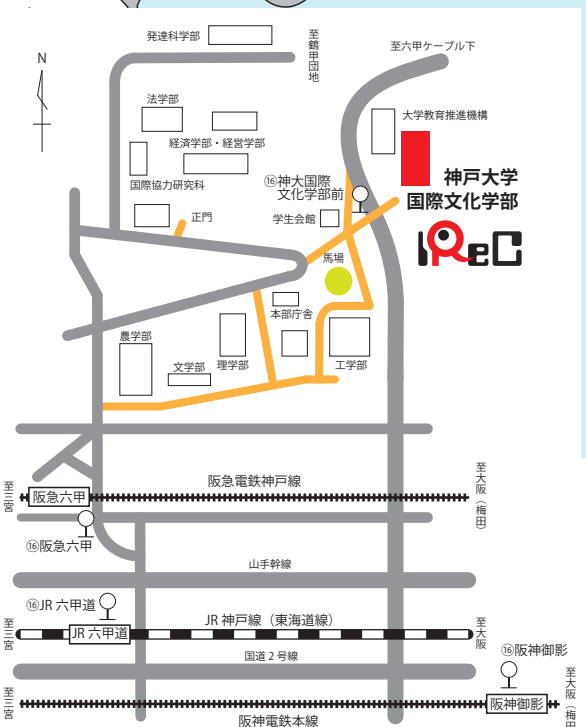 発達科学部
至鶴甲団地
至六甲ケーブル下
N
法学部
大学教育推進機構
経済学部・経営学部
国際協力研究科
⑯神大国際
文化学部前
神戸大学
国際文化学部
正門
学生会館
IReC
馬場
本部庁舎
農学部
文学部
理学部
工学部
至三宮
阪急六甲
阪急電鉄神戸線
至大阪（梅田）
⑯阪急六甲
山手幹線
⑯JR 六甲道
至三宮
JR 六甲道
JR 神戸線（東海道線）
至大阪
国道２号線
⑯阪神御影
至三宮
阪神電鉄本線
阪神御影
至大阪（梅田